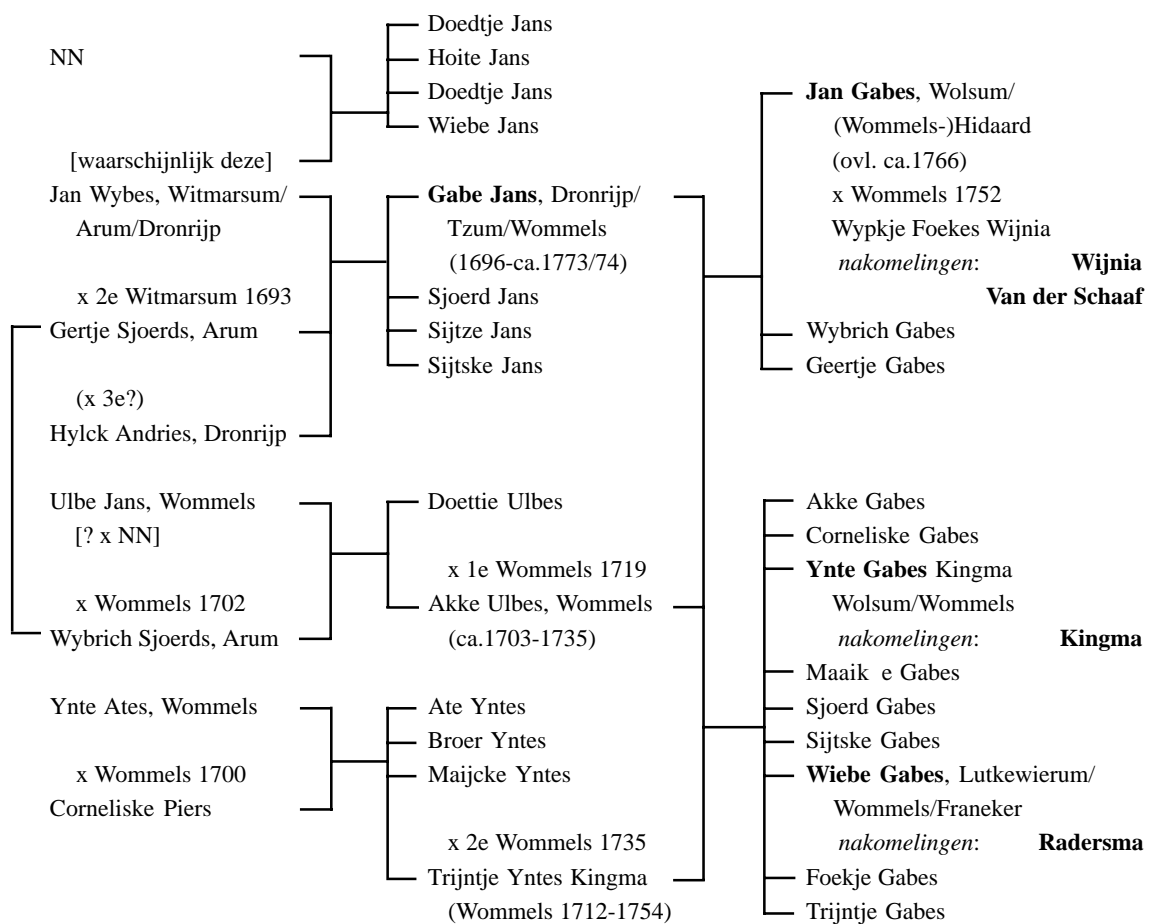 NN
[waarschijnlijk deze]
Jan Wybes, Witmarsum/
Arum/Dronrijp
x 2e Witmarsum 1693
Gertje Sjoerds, Arum
(x 3e?)
Hylck Andries, Dronrijp
Ulbe Jans, Wommels
[? x NN]
x Wommels 1702
Wybrich Sjoerds, Arum
Ynte Ates, Wommels
x Wommels 1700
Corneliske Piers
Doedtje Jans
Hoite Jans
Doedtje Jans
Wiebe Jans
Gabe Jans, Dronrijp/
Tzum/Wommels
(1696-ca.1773/74)
Sjoerd Jans
Sijtze Jans
Sijtske Jans
Doettie Ulbes
x 1e Wommels 1719
Akke Ulbes, Wommels
(ca.1703-1735)
Ate Yntes
Broer Yntes
Maijcke Yntes
x 2e Wommels 1735
Trijntje Yntes Kingma
(Wommels 1712-1754)
Jan Gabes, Wolsum/
(Wommels-)Hidaard
(ovl. ca.1766)
x Wommels 1752
Wypkje Foekes Wijnia
nakomelingen: Wijnia
Van der Schaaf
Wybrich Gabes
Geertje Gabes
Akke Gabes
Corneliske Gabes
Ynte Gabes Kingma
Wolsum/Wommels
nakomelingen: Kingma
Maaik e Gabes
Sjoerd Gabes
Sijtske Gabes
Wiebe Gabes, Lutkewierum/
Wommels/Franeker
nakomelingen: Radersma
Foekje Gabes
Trijntje Gabes